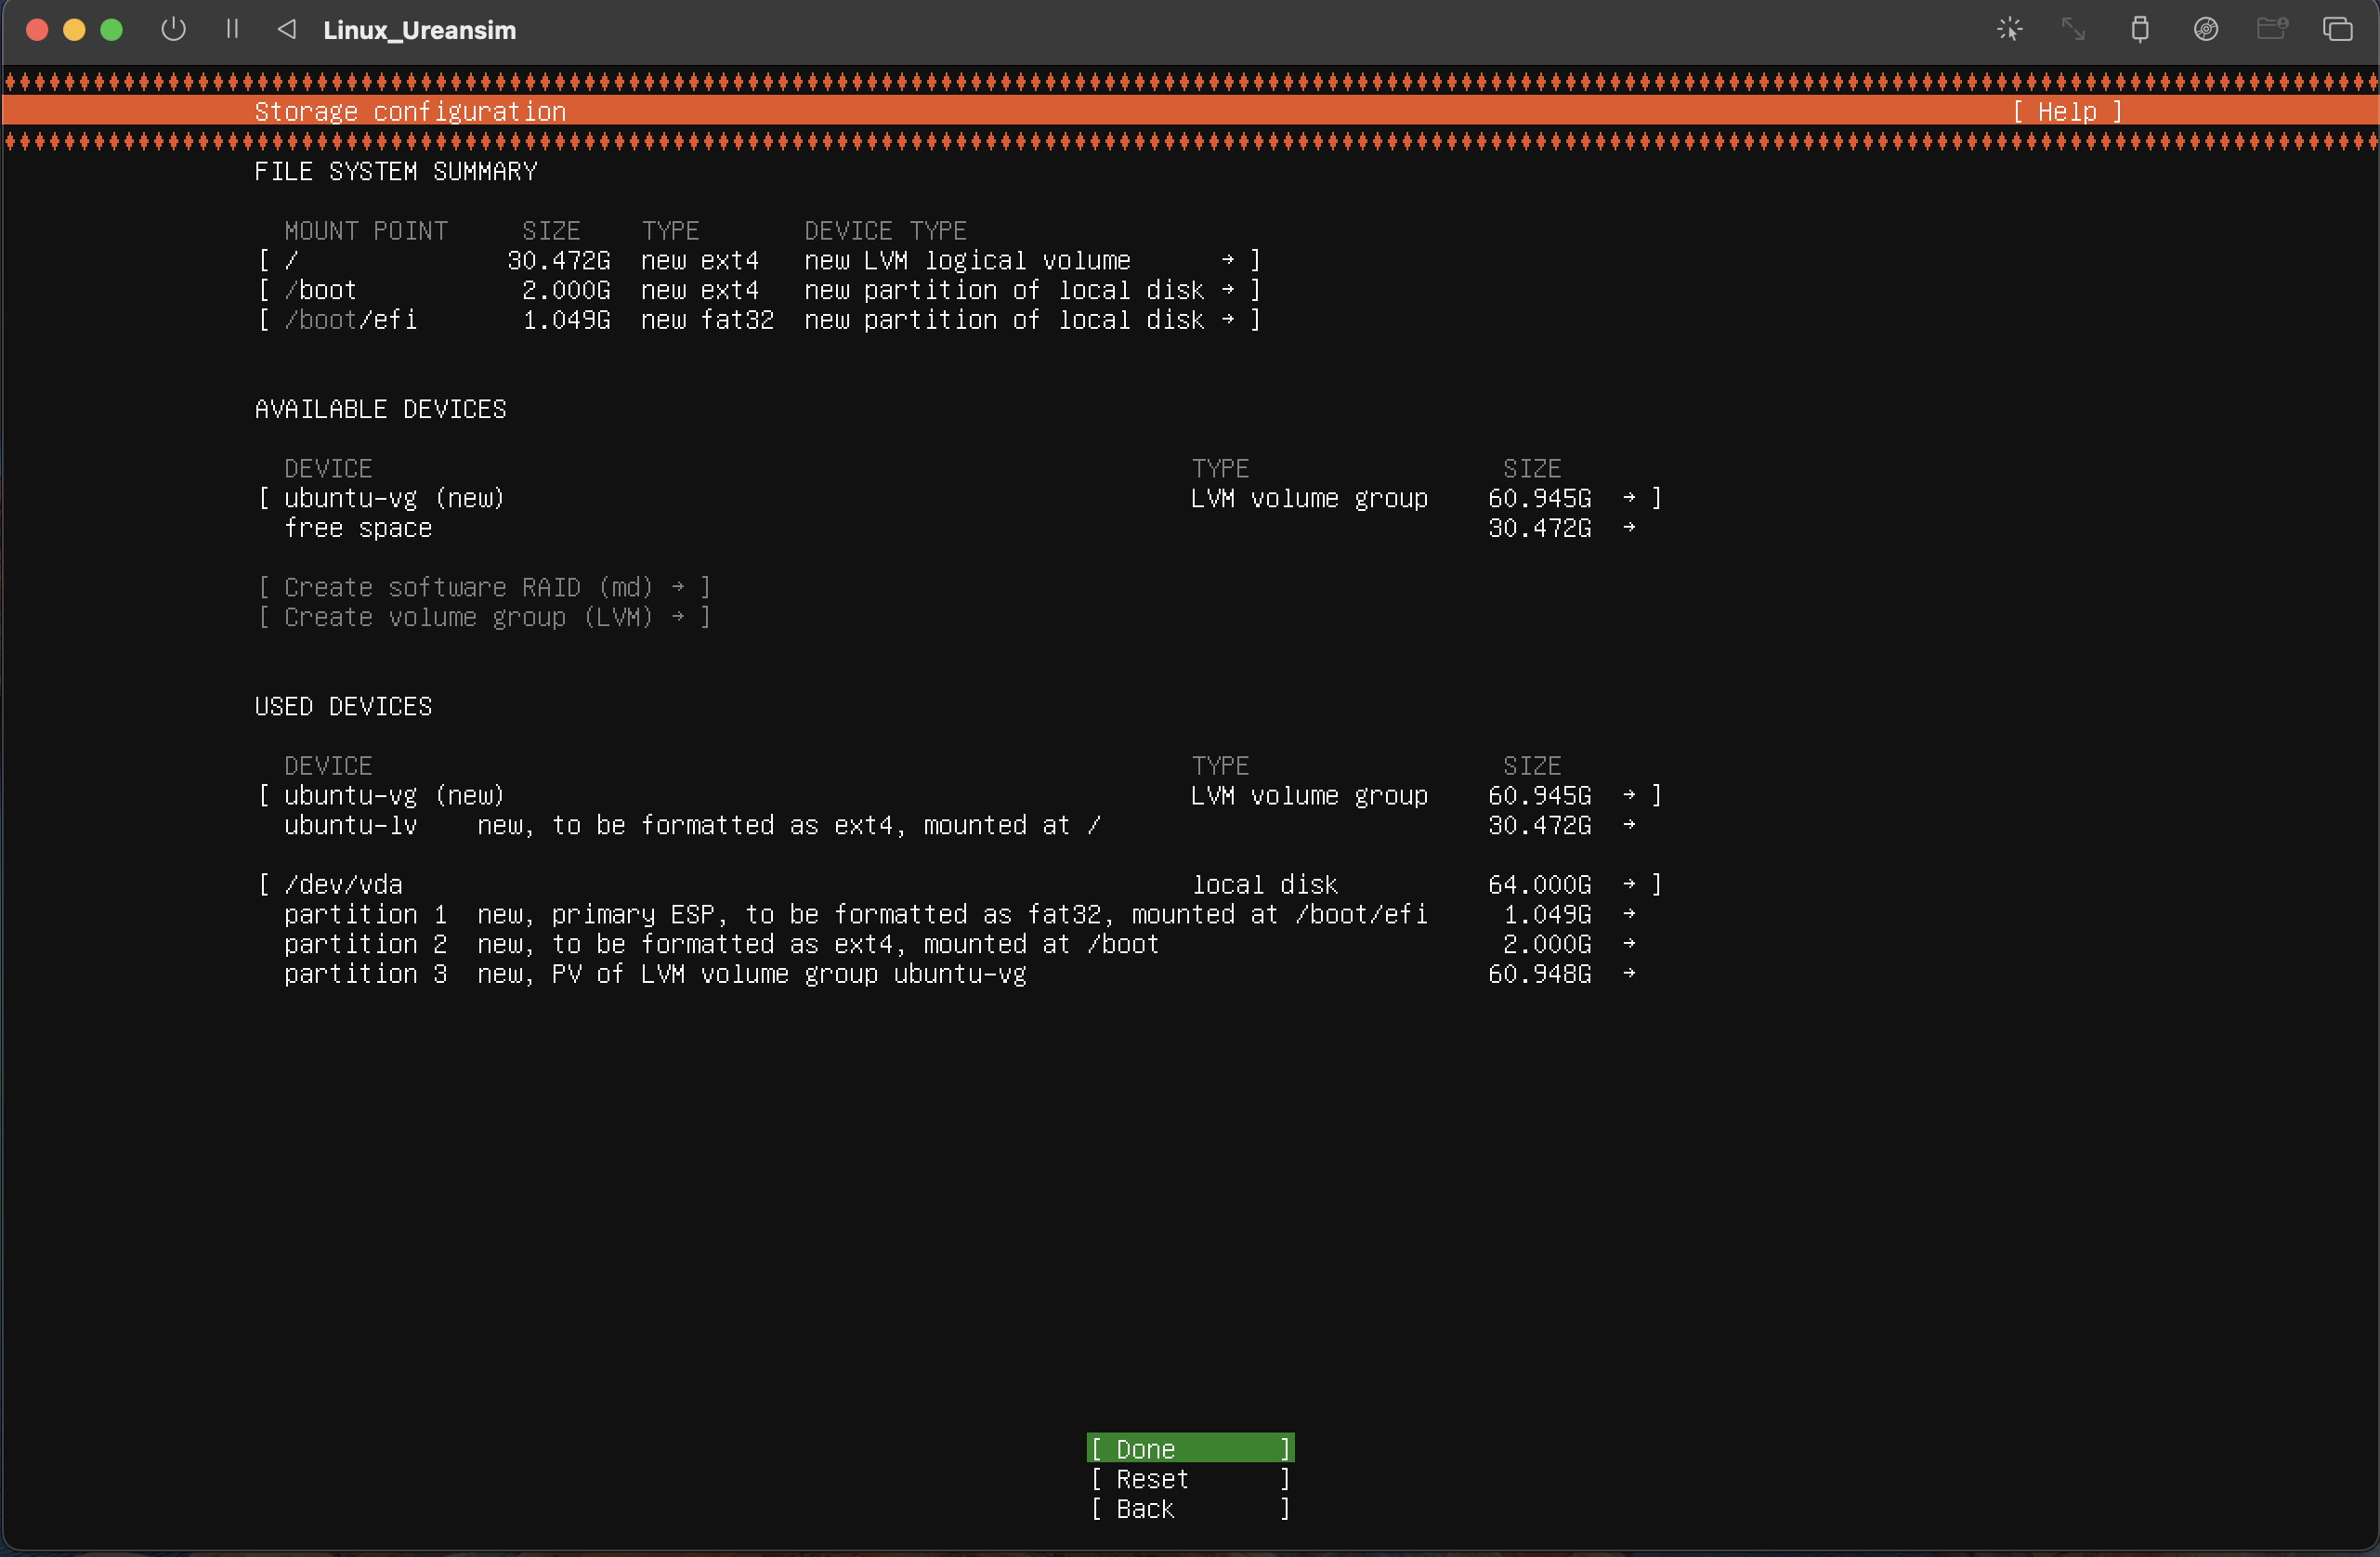 Linux_Ureansim
Storage configuration [ Help ]
FILE SYSTEM SUMMARY
MOUNT POINT SIZE TYPE DEVICE TYPE
[ / 30.472G new ext4 new LVM logical volume → ]
[ /boot 2.000G new ext4 new partition of local disk → ]
[ /boot/efi 1.049G new fat32 new partition of local disk → ]
AVAILABLE DEVICES
DEVICE TYPE SIZE
[ ubuntu-vg (new) LVM volume group 60.945G → ]
free space 30.472G →
[ Create software RAID (md) → ]
[ Create volume group (LVM) → ]
USED DEVICES
DEVICE TYPE SIZE
[ ubuntu-vg (new) LVM volume group 60.945G → ]
ubuntu-lv new, to be formatted as ext4, mounted at / 30.472G →
[ /dev/vda local disk 64.000G → ]
partition 1 new, primary ESP, to be formatted as fat32, mounted at /boot/efi 1.049G →
partition 2 new, to be formatted as ext4, mounted at /boot 2.000G →
partition 3 new, PV of LVM volume group ubuntu-vg 60.948G →
[ Done ]
[ Reset ]
[ Back ]